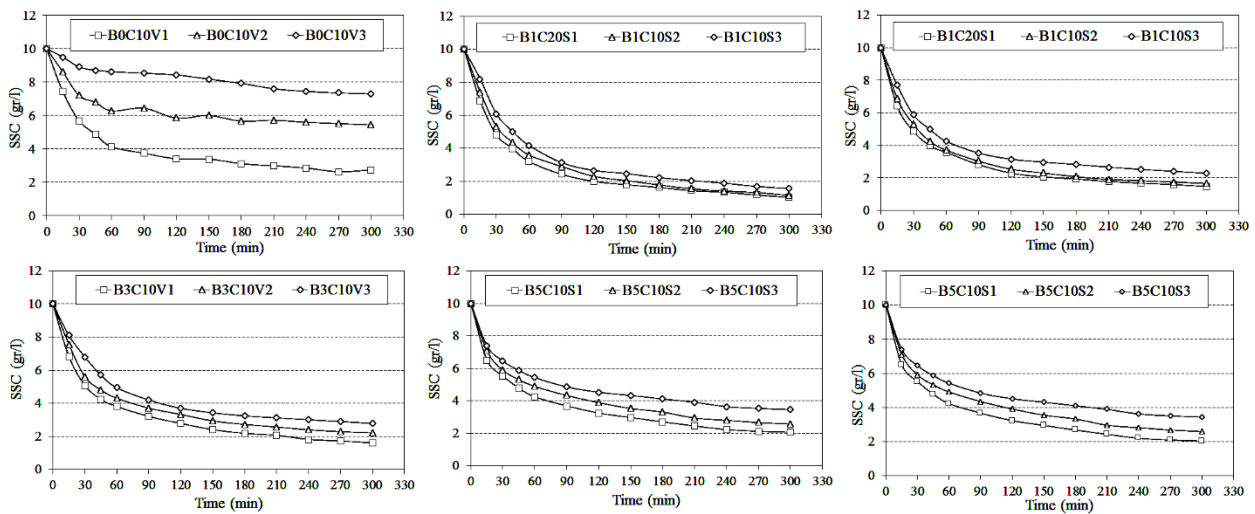 B0C10V1 B0C10V2 B0C10V3
12
10
8
6
4
2
0
SSC (gr/l)
0 30 60 90 120 150 180 210 240 270 300 330
Time (min)
B1C20S1 B1C10S2 B1C10S3
12
10
8
6
4
2
0
SSC (gr/l)
0 30 60 90 120 150 180 210 240 270 300 330
Time (min)
B1C20S1 B1C10S2 B1C10S3
12
10
8
6
4
2
0
SSC (gr/l)
0 30 60 90 120 150 180 210 240 270 300 330
Time (min)
B3C10V1 B3C10V2 B3C10V3
12
10
8
6
4
2
0
SSC (gr/l)
0 30 60 90 120 150 180 210 240 270 300 330
Time (min)
B5C10S1 B5C10S2 B5C10S3
12
10
8
6
4
2
0
SSC (gr/l)
0 30 60 90 120 150 180 210 240 270 300 330
Time (min)
B5C10S1 B5C10S2 B5C10S3
12
10
8
6
4
2
0
SSC (gr/l)
0 30 60 90 120 150 180 210 240 270 300 330
Time (min)